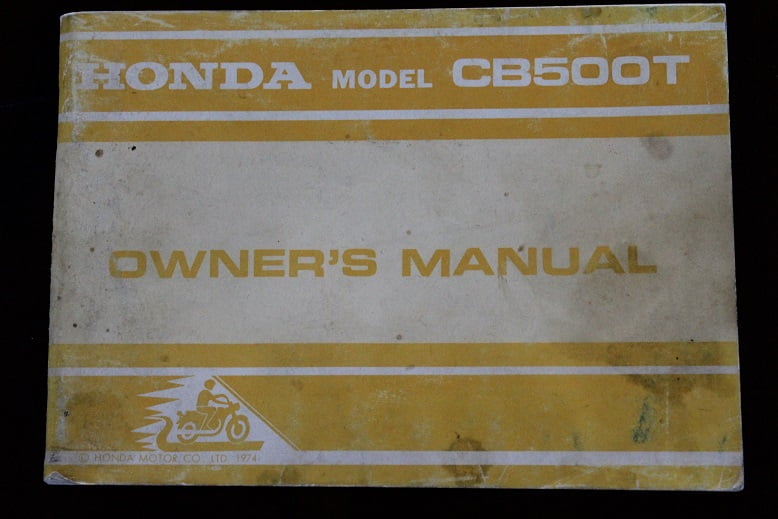 HONDA MODEL CB500T
OWNER'S MANUAL
© HONDA MOTOR CO. LTD. 1974